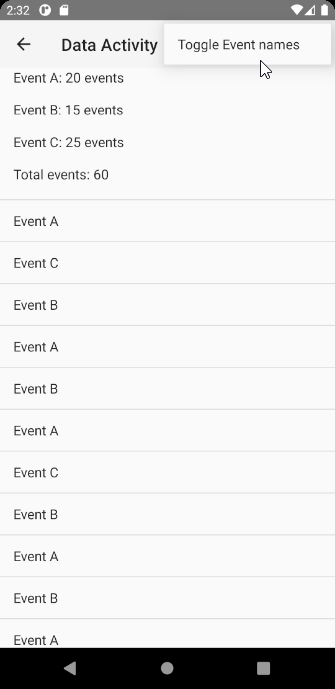 2:32
Data Activity
Toggle Event names
Event A: 20 events
Event B: 15 events
Event C: 25 events
Total events: 60
Event A
Event C
Event B
Event A
Event B
Event A
Event C
Event B
Event A
Event B
Event A